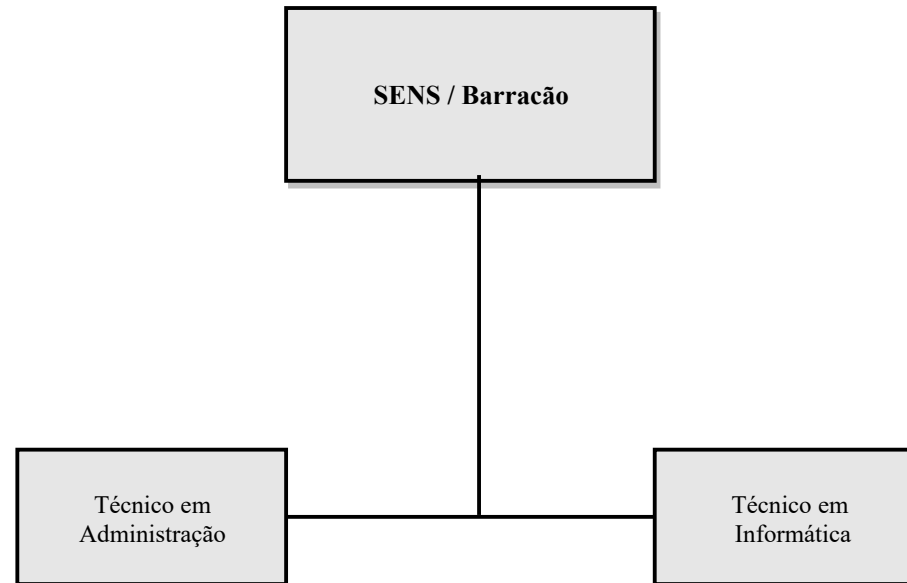 SENS / Barracão
Técnico em
Administração
Técnico em
Informática